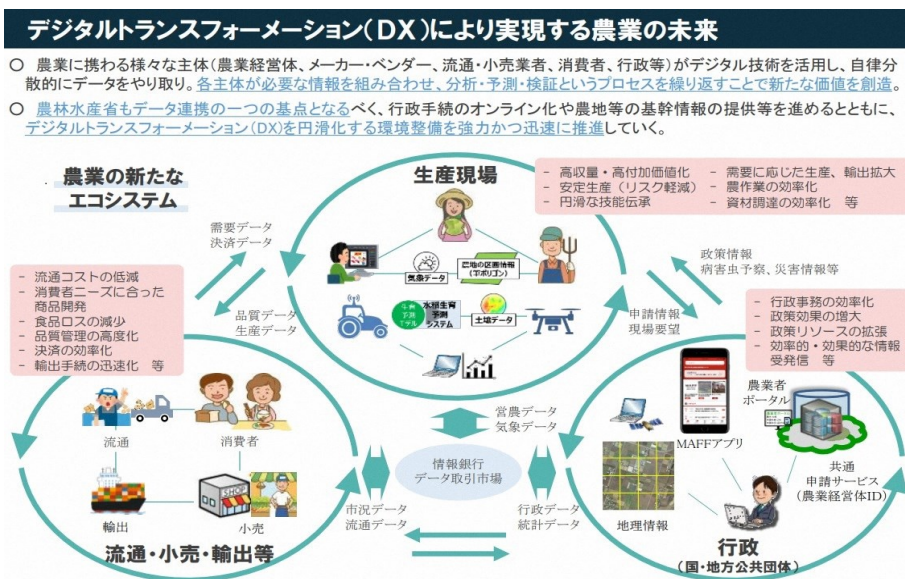 デジタルトランスフォーメーション(DX)により実現する農業の未来
○ 農業に携わる様々な主体(農業経営体、メーカー・ベンダー、流通・小売業者、消費者、行政等)がデジタル技術を活用し、自律分
散的にデータをやり取り。各主体が必要な情報を組み合わせ、分析・予測・検証というプロセスを繰り返すことで新たな価値を創造。
○ 農林水産省もデータ連携の一つの基点となるべく、行政手続のオンライン化や農地等の基幹情報の提供等を進めるとともに、
デジタルトランスフォーメーション(DX)を円滑化する環境整備を強力かつ迅速に推進していく。
農業の新たな
エコシステム
生産現場
- 高収量・高付加価値化
- 安定生産(リスク軽減)
- 円滑な技能伝承
- 需要に応じた生産、輸出拡大
- 農作業の効率化
- 資材調達の効率化 等
需要データ
決済データ
気象データ
農地の区画情報
(筆ポリゴン)
政策情報
病害虫予察、災害情報等
- 流通コストの低減
- 消費者ニーズに合った
商品開発
- 食品ロスの減少
- 品質管理の高度化
- 決済の効率化
- 輸出手続の迅速化 等
品質データ
生産データ
生育
予測
モデル
水稲生育
予測
システム
土壌データ
申請情報
現場要望
- 行政事務の効率化
- 政策効果の増大
- 政策リソースの拡張
- 効率的・効果的な情報
受発信 等
流通
消費者
営農データ
気象データ
農業者
ポータル
MAFFアプリ
情報銀行
データ取引市場
共通
申請サービス
(農業経営体ID)
SHOP
輸出
小売
市況データ
流通データ
行政データ
統計データ
地理情報
流通・小売・輸出等
行政
(国・地方公共団体)